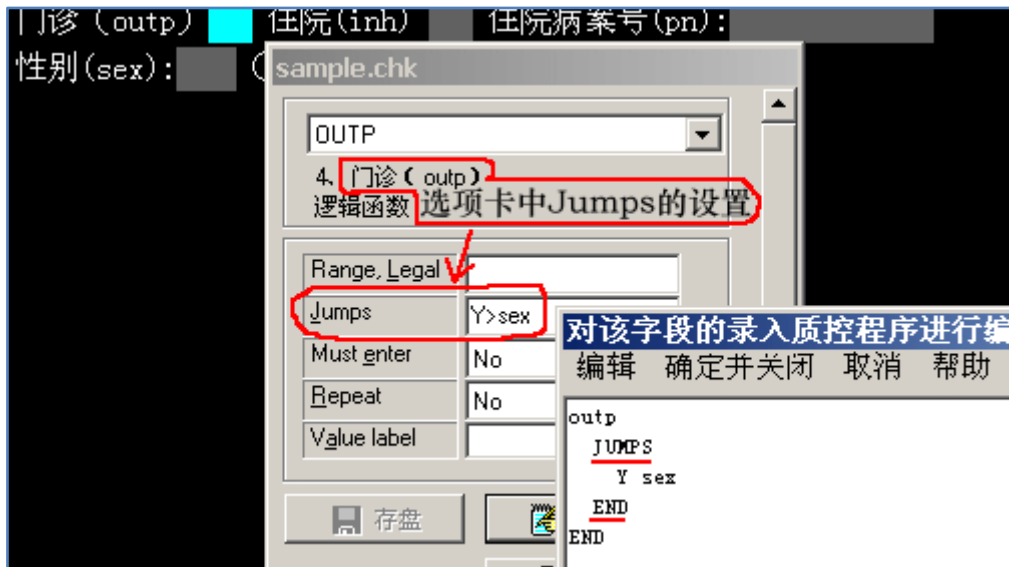 门诊（outp） 住院(inh) 住院病案号(pn):
性别(sex): (
sample.chk
OUTP
4. 门诊（outp）
逻辑函数
选项卡中Jumps的设置
Range, Legal
Jumps Y>sex
Must enter No
Repeat No
Value label
存盘
对该字段的录入质控程序进行编
编辑 确定并关闭 取消 帮助
outp
JUMPS
Y sex
END
END